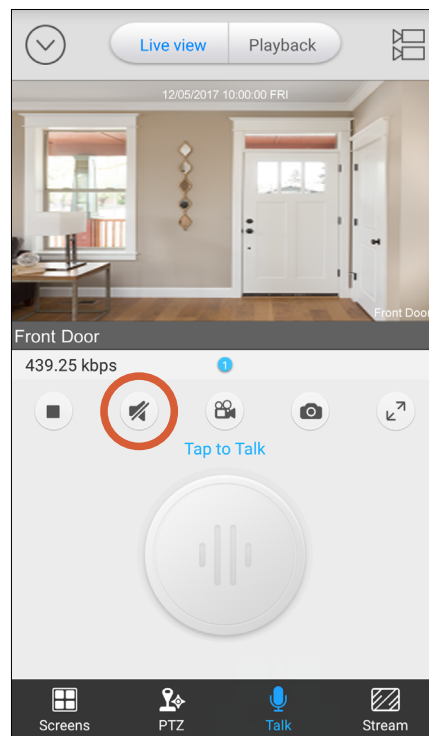 Live view Playback
12/05/2017 10:00:00 FRI
Front Door
Front Door
439.25 kbps 1
Tap to Talk
Screens PTZ Talk Stream